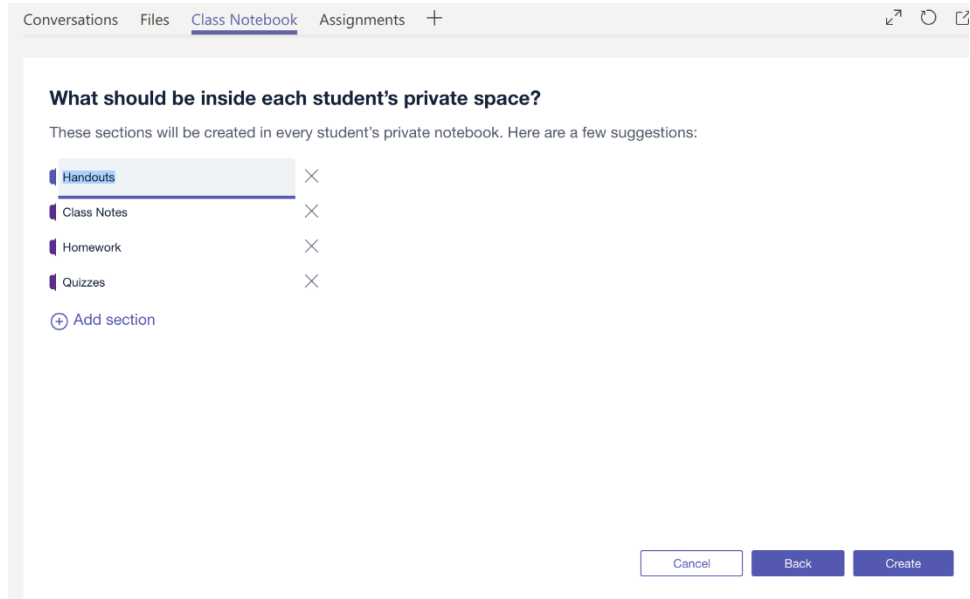 Conversations Files Class Notebook Assignments
What should be inside each student's private space?
These sections will be created in every student's private notebook. Here are a few suggestions:
Handouts
Class Notes
Homework
Quizzes
Add section
Cancel Back Create